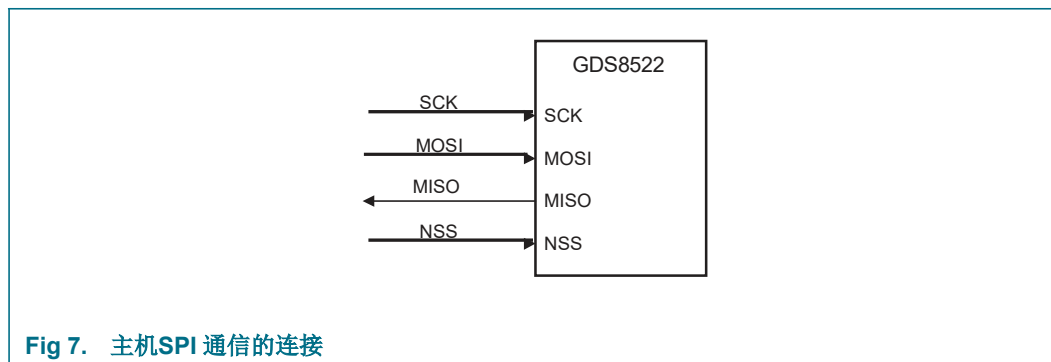 GDS8522
SCK
SCK
MOSI
MOSI
MISO
MISO
NSS
NSS
Fig 7. 主机SPI 通信的连接